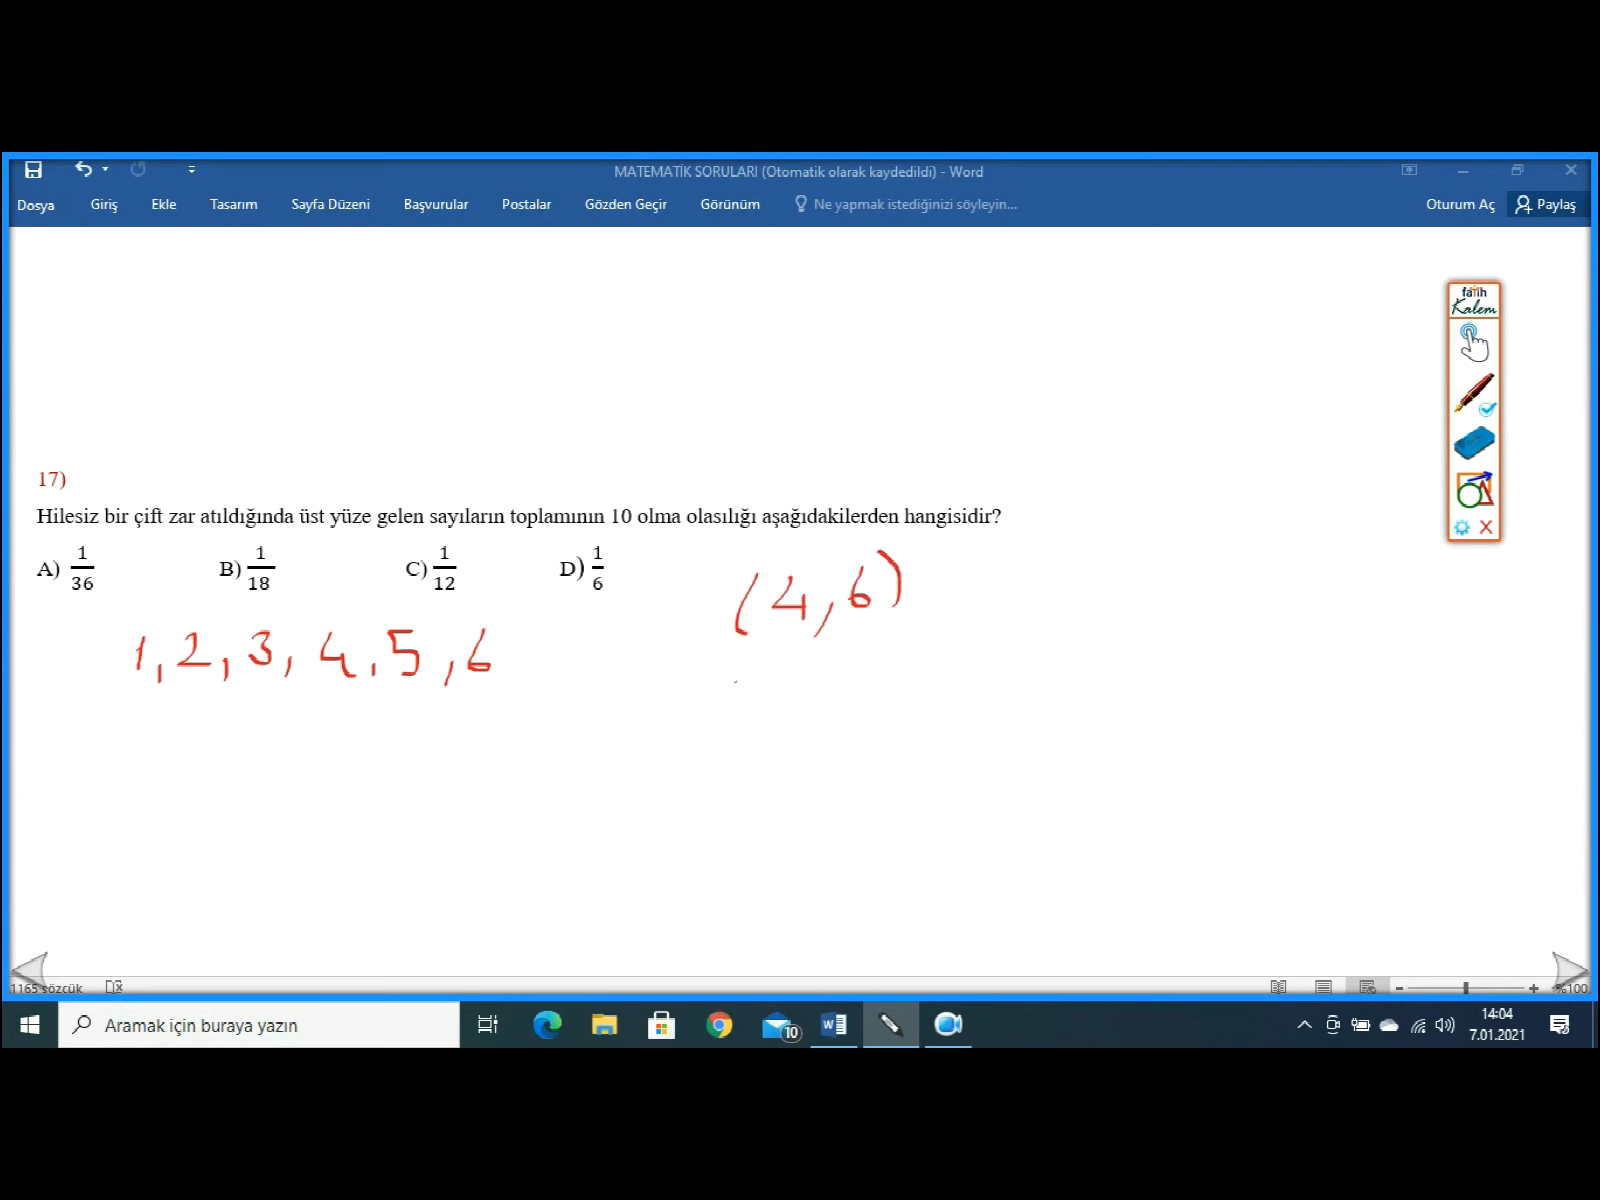 MATEMATİK SORULARI (Otomatik olarak kaydedildi) - Word
Dosya Giriş Ekle Tasarım Sayfa Düzeni Başvurular Postalar Gözden Geçir Görünüm Ne yapmak istediğinizi söyleyin... Oturum Aç Paylaş
fatih
Kalem
17)
Hilesiz bir çift zar atıldığında üst yüze gelen sayıların toplamının 10 olma olasılığı aşağıdakilerden hangisidir?
A) 1/36 B) 1/18 C) 1/12 D) 1/6
(4,6)
1,2,3,4,5,6
1165 sözcük %100
Aramak için buraya yazın 10 14:04
7.01.2021